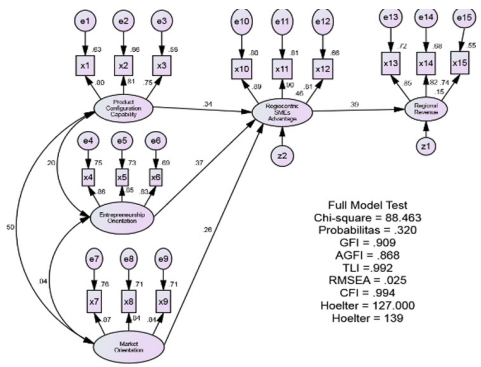 e1 e2 e3
.63 .66 .56
x1 x2 x3
.80 .81 .75
Product
Configuration
Capability
e10 e11 e12
.80 .81 .66
x10 x11 x12
.89 .90 .81
.46
Regiocentric
SMEs
Advantage
e13 e14 e15
.72 .68 .55
x13 x14 x15
.85 .82 .74
.15
Regional
Revenue
.34
.39
z2
z1
e4 e5 e6
.75 .73 .69
x4 x5 x6
.86 .85 .83
Entrepreneurship
Orientation
.20
.37
.50
.26
.04
e7 e8 e9
.76 .71 .71
x7 x8 x9
.87 .84 .84
Market
Orientation
Full Model Test
Chi-square = 88.463
Probabilitas = .320
GFI = .909
AGFI = .868
TLI = .992
RMSEA = .025
CFI = .994
Hoelter = 127.000
Hoelter = 139